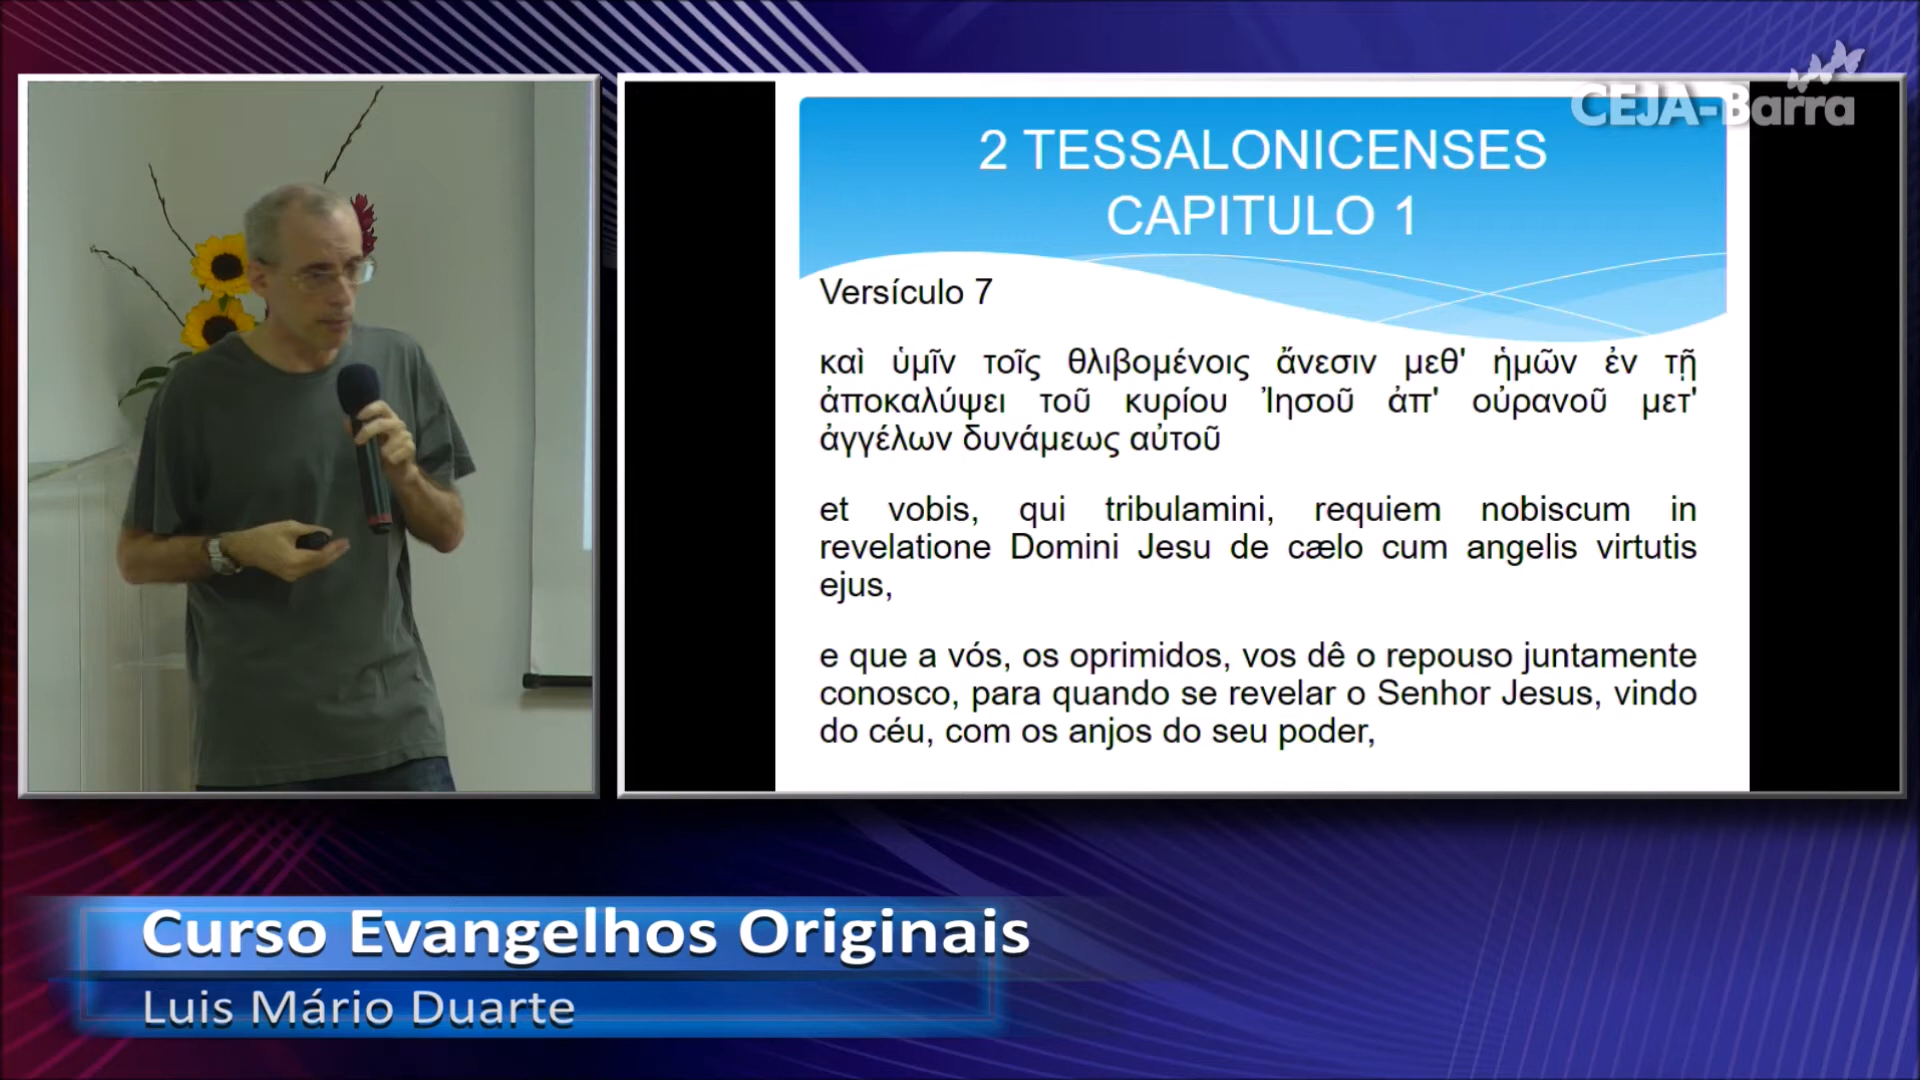 CEJA-Barra
2 TESSALONICENSES
CAPITULO 1
Versículo 7
καὶ ὑμῖν τοῖς θλιβομένοις ἄνεσιν μεθ' ἡμῶν ἐν τῇ
ἀποκαλύψει τοῦ κυρίου Ἰησοῦ ἀπ' οὐρανοῦ μετ'
ἀγγέλων δυνάμεως αὐτοῦ
et vobis, qui tribulamini, requiem nobiscum in
revelatione Domini Jesu de cælo cum angelis virtutis
ejus,
e que a vós, os oprimidos, vos dê o repouso juntamente
conosco, para quando se revelar o Senhor Jesus, vindo
do céu, com os anjos do seu poder,
Curso Evangelhos Originais
Luis Mário Duarte